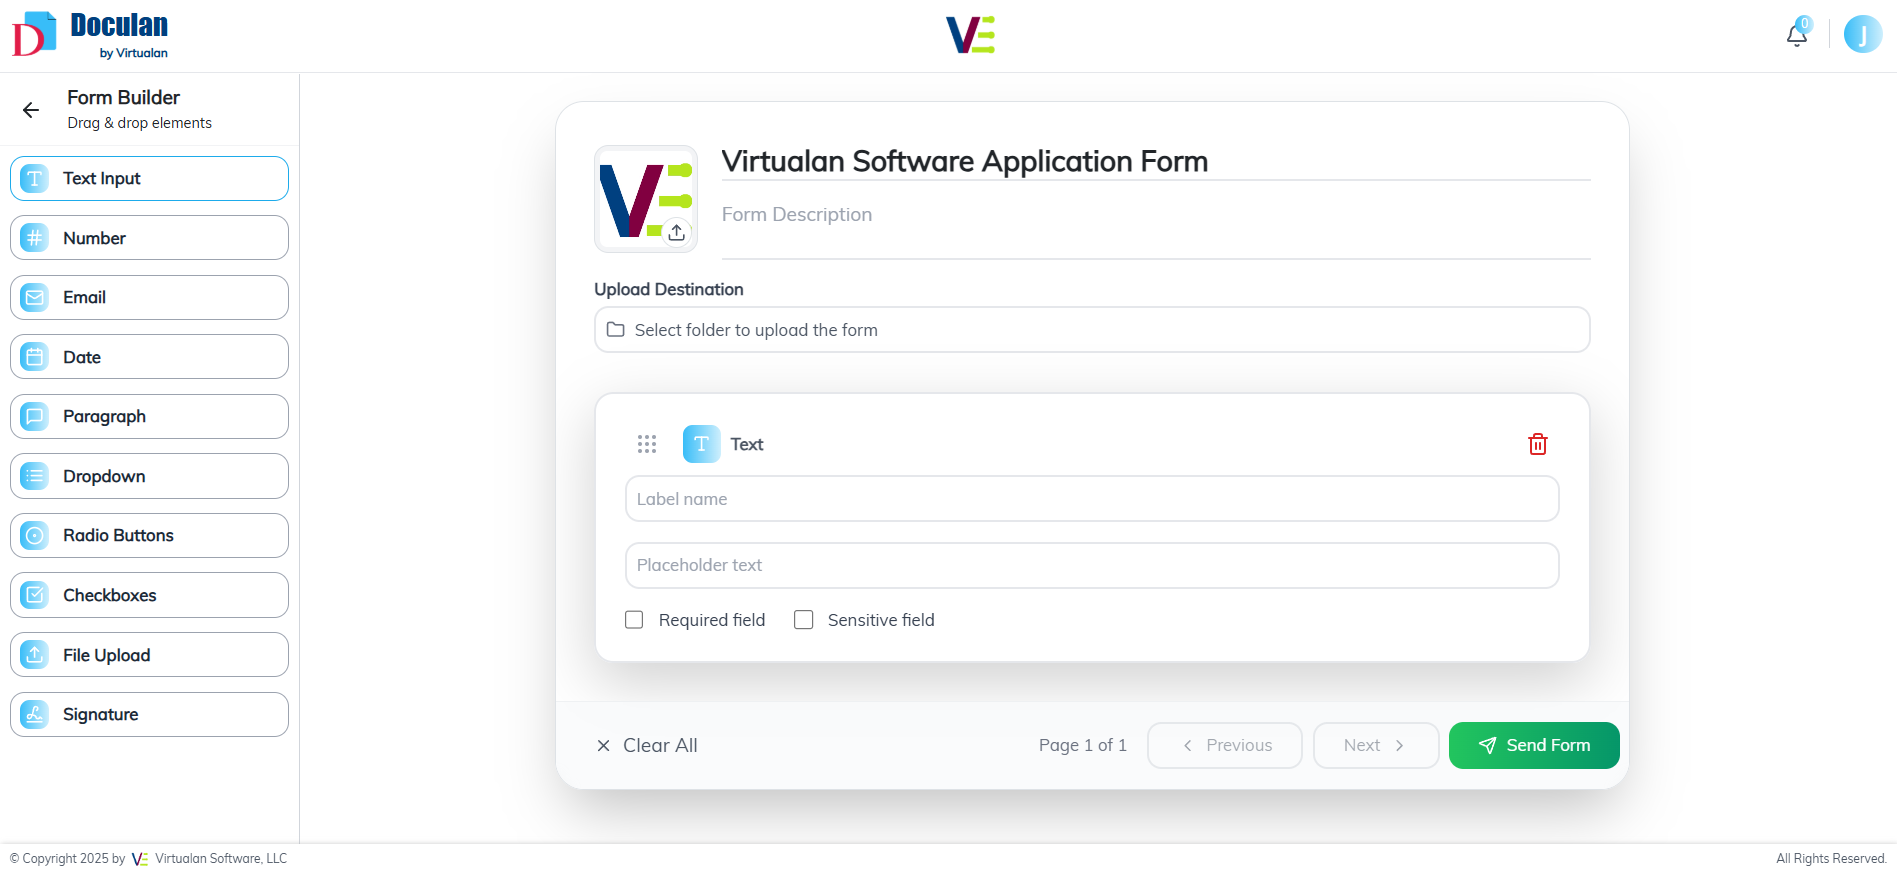 Doculan
by Virtualan
0
J
Form Builder
Drag & drop elements
Text Input
Number
Email
Date
Paragraph
Dropdown
Radio Buttons
Checkboxes
File Upload
Signature
Virtualan Software Application Form
Form Description
Upload Destination
Select folder to upload the form
Text
Label name
Placeholder text
Required field Sensitive field
Clear All Page 1 of 1 Previous Next Send Form
© Copyright 2025 by VE Virtualan Software, LLC All Rights Reserved.